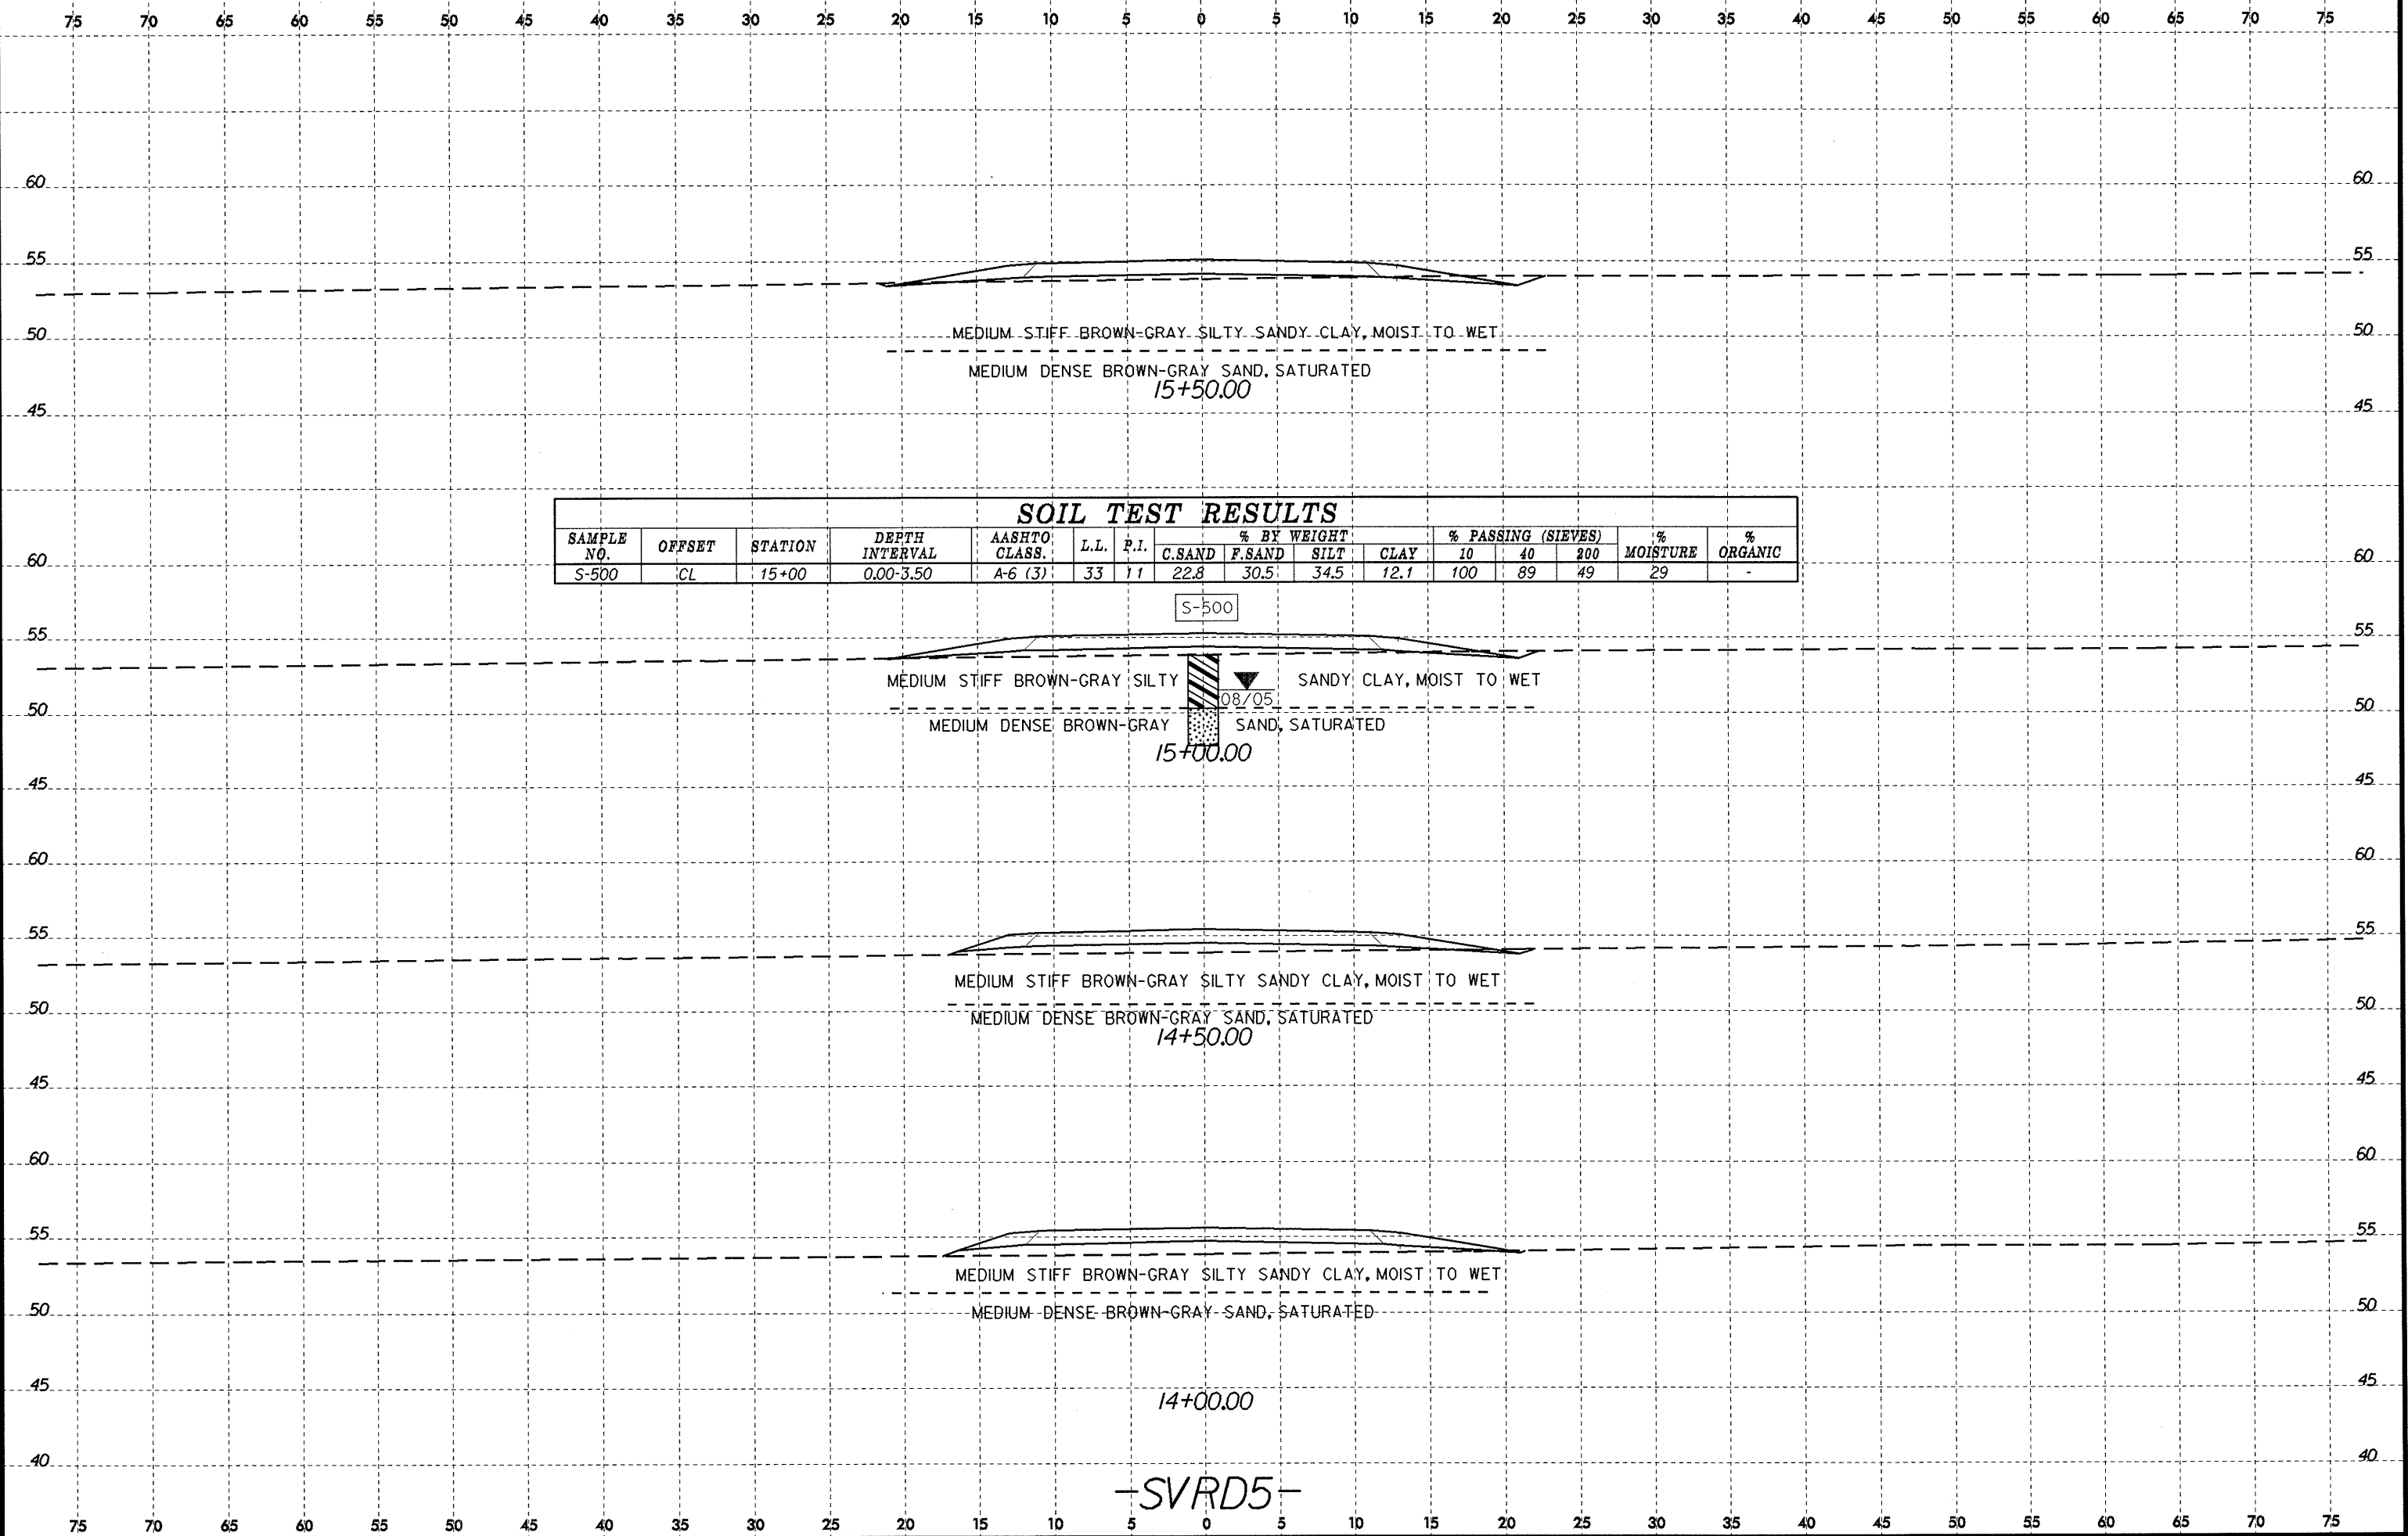 75 70 65 60 55 50 45 40 35 30 25 20 15 10 5 0 5 10 15 20 25 30 35 40 45 50 55 60 65 70 75
60 60
55 55
50 MEDIUM STIFF BROWN-GRAY SILTY SANDY CLAY, MOIST TO WET 50
MEDIUM DENSE BROWN-GRAY SAND, SATURATED
15+50.00
45 45
SOIL TEST RESULTS
SAMPLE NO. OFFSET STATION DEPTH INTERVAL AASHTO CLASS. L.L. P.I. % BY WEIGHT C.SAND F.SAND SILT CLAY % PASSING (SIEVES) 10 40 200 % MOISTURE % ORGANIC
60 S-500 CL 15+00 0.00-3.50 A-6 (3) 33 11 22.8 30.5 34.5 12.1 100 89 49 29 - 60
S-500
55 55
MEDIUM STIFF BROWN-GRAY SILTY SANDY CLAY, MOIST TO WET
08/05
50 50
MEDIUM DENSE BROWN-GRAY SAND, SATURATED
15+00.00
45 45
60 60
55 55
MEDIUM STIFF BROWN-GRAY SILTY SANDY CLAY, MOIST TO WET
50 50
MEDIUM DENSE BROWN-GRAY SAND, SATURATED
14+50.00
45 45
60 60
55 55
MEDIUM STIFF BROWN-GRAY SILTY SANDY CLAY, MOIST TO WET
50 MEDIUM DENSE BROWN-GRAY SAND, SATURATED 50
45 45
14+00.00
40 40
-SVRD5-
75 70 65 60 55 50 45 40 35 30 25 20 15 10 5 0 5 10 15 20 25 30 35 40 45 50 55 60 65 70 75